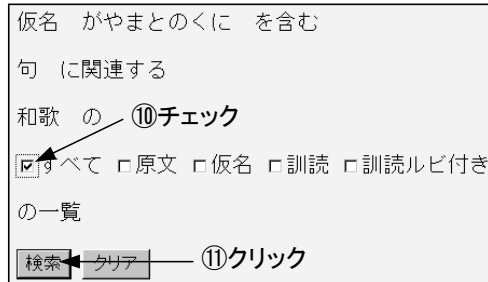 仮名 がやまとのくに を含む
句 に関連する
和歌 の
⑩チェック
すべて 原文 仮名 訓読 訓読ルビ付き
の一覧
検索 クリア
⑪クリック